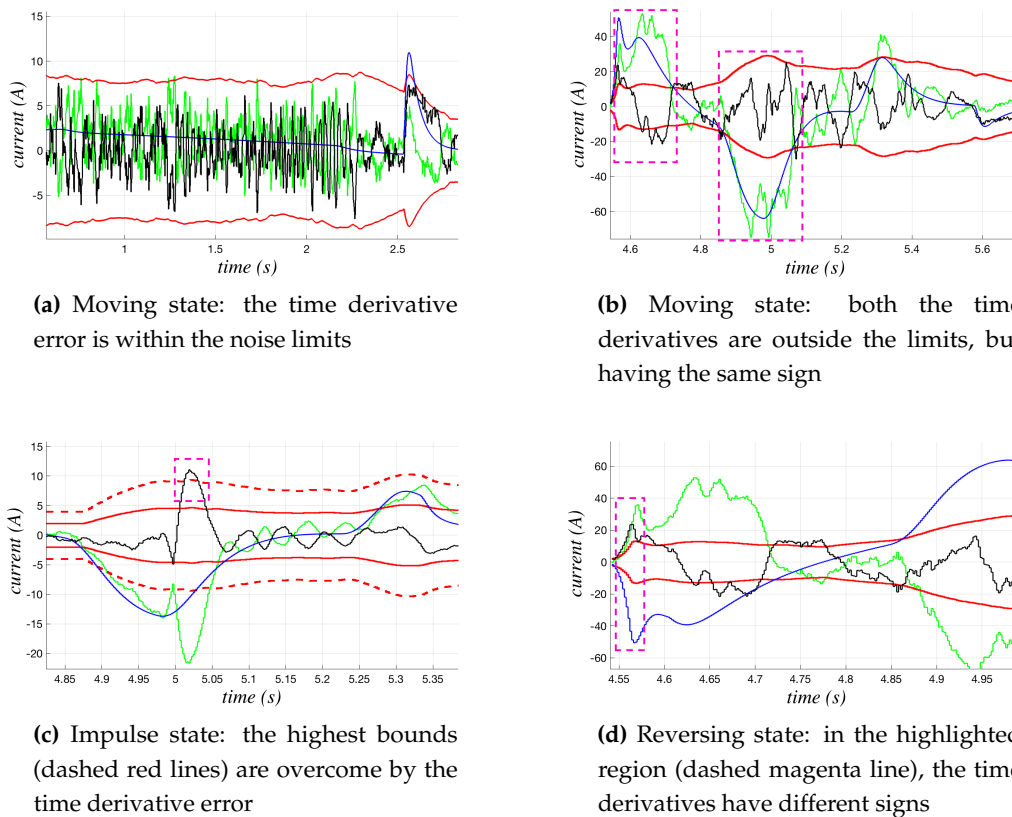 15
10
5
0
-5
current (A)
1
1.5
2
2.5
time (s)
(a) Moving state: the time derivative
error is within the noise limits
40
20
0
-20
-40
-60
current (A)
4.6
4.8
5
5.2
5.4
5.6
time (s)
(b) Moving state: both the time
derivatives are outside the limits, bu
having the same sign
15
10
5
0
-5
-10
-15
-20
current (A)
4.85
4.9
4.95
5
5.05
5.1
5.15
5.2
5.25
5.3
5.35
time (s)
(c) Impulse state: the highest bounds
(dashed red lines) are overcome by the
time derivative error
60
40
20
0
-20
-40
-60
current (A)
4.55
4.6
4.65
4.7
4.75
4.8
4.85
4.9
4.95
time (s)
(d) Reversing state: in the highlighted
region (dashed magenta line), the time
derivatives have different signs